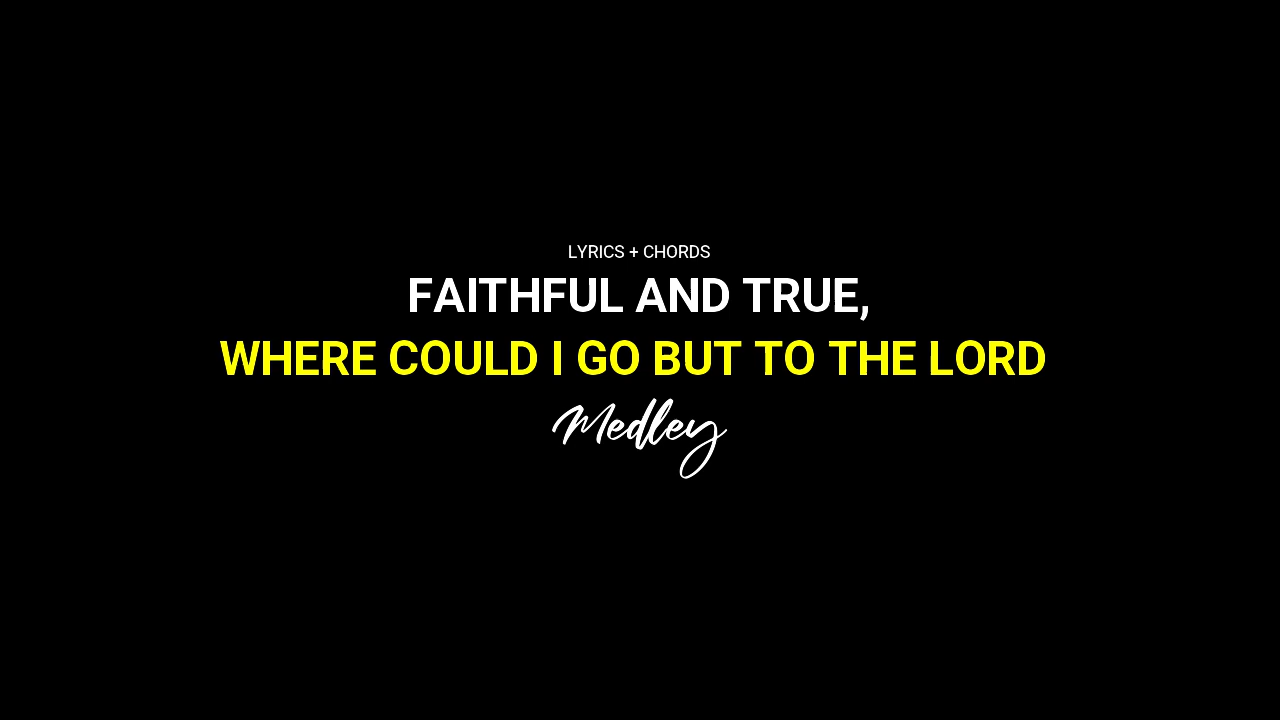 LYRICS + CHORDS
FAITHFUL AND TRUE,
WHERE COULD I GO BUT TO THE LORD
Medley